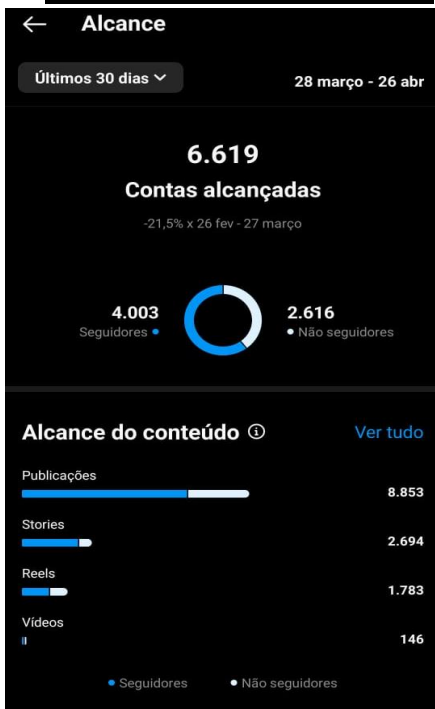 Alcance
Últimos 30 dias
28 março - 26 abr
6.619
Contas alcançadas
-21,5% x 26 fev - 27 março
4.003
Seguidores
2.616
Não seguidores
Alcance do conteúdo
Ver tudo
Publicações
8.853
Stories
2.694
Reels
1.783
Vídeos
146
Seguidores
Não seguidores